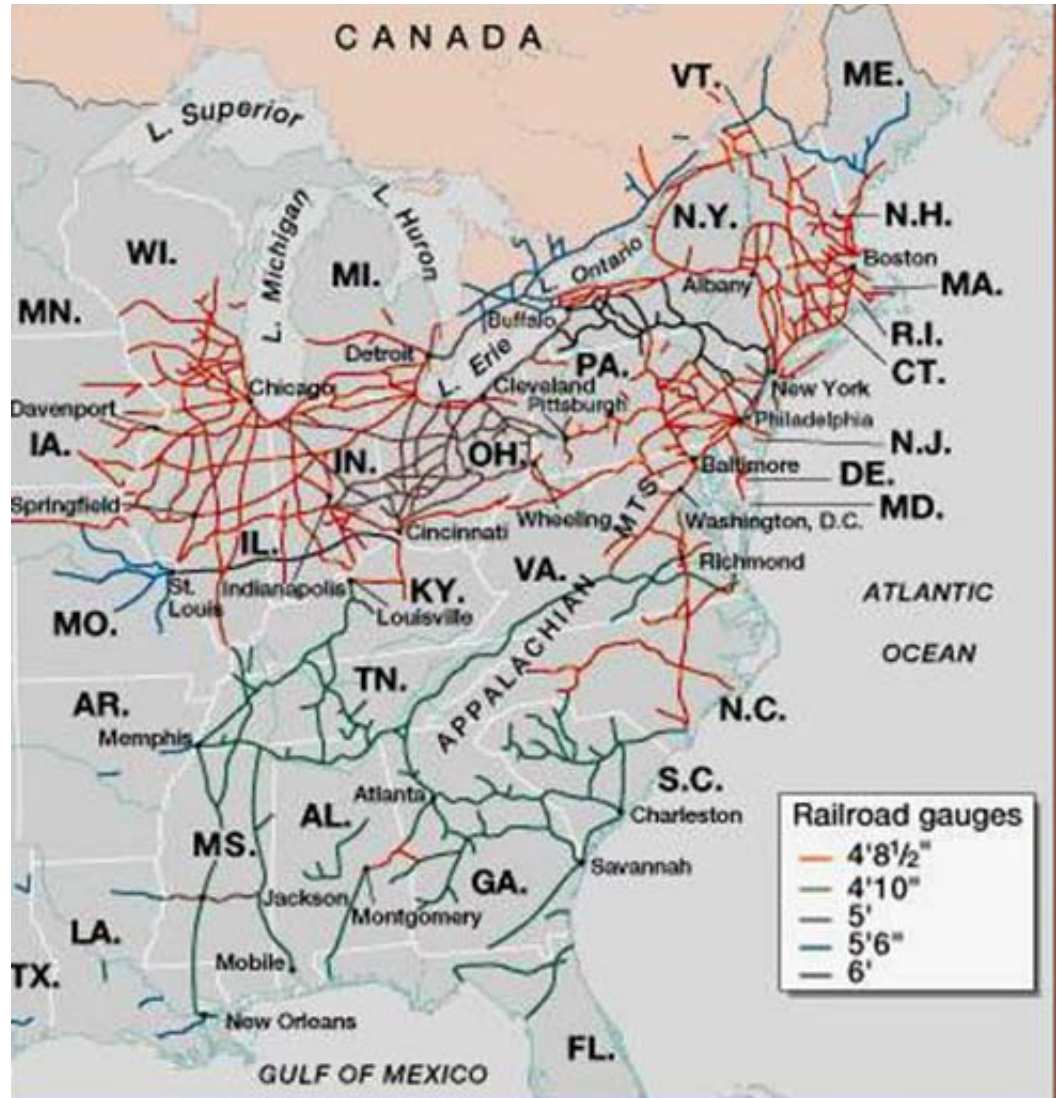 CANADA
VT.
ME.
L. Superior
L. Huron
L. Michigan
N.Y.
N.H.
WI.
MI.
L. Ontario
Boston
Albany
MA.
MN.
Buffalo
R.I.
Detroit
L. Erie
PA.
CT.
Chicago
Cleveland
New York
Davenport
Pittsburgh
Philadelphia
IA.
IN.
OH.
N.J.
Baltimore
DE.
Springfield
MD.
Wheeling
Washington, D.C.
Cincinnati
IL.
Richmond
VA.
St.
Louis
Indianapolis
KY.
Louisville
ATLANTIC
OCEAN
MO.
APPALACHIAN MTS
TN.
AR.
N.C.
Memphis
S.C.
Atlanta
AL.
Charleston
MS.
GA.
Savannah
Jackson
Montgomery
LA.
Mobile
TX.
New Orleans
FL.
GULF OF MEXICO
Railroad gauges
4'8½"
4'10"
5'
5'6"
6'